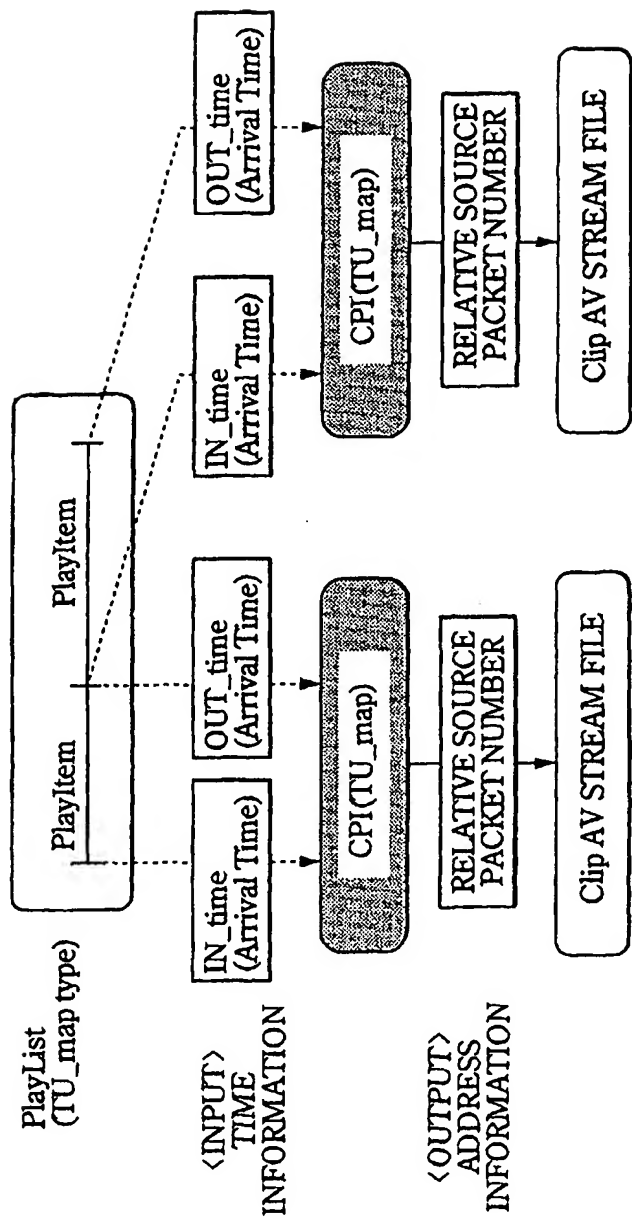 PlayList
(TU_map type)
PlayItem
PlayItem
<INPUT>
TIME
INFORMATION
IN_time
(Arrival Time)
OUT_time
(Arrival Time)
IN_time
(Arrival Time)
OUT_time
(Arrival Time)
CPI(TU_map)
CPI(TU_map)
<OUTPUT>
ADDRESS
INFORMATION
RELATIVE SOURCE
PACKET NUMBER
RELATIVE SOURCE
PACKET NUMBER
Clip AV STREAM FILE
Clip AV STREAM FILE